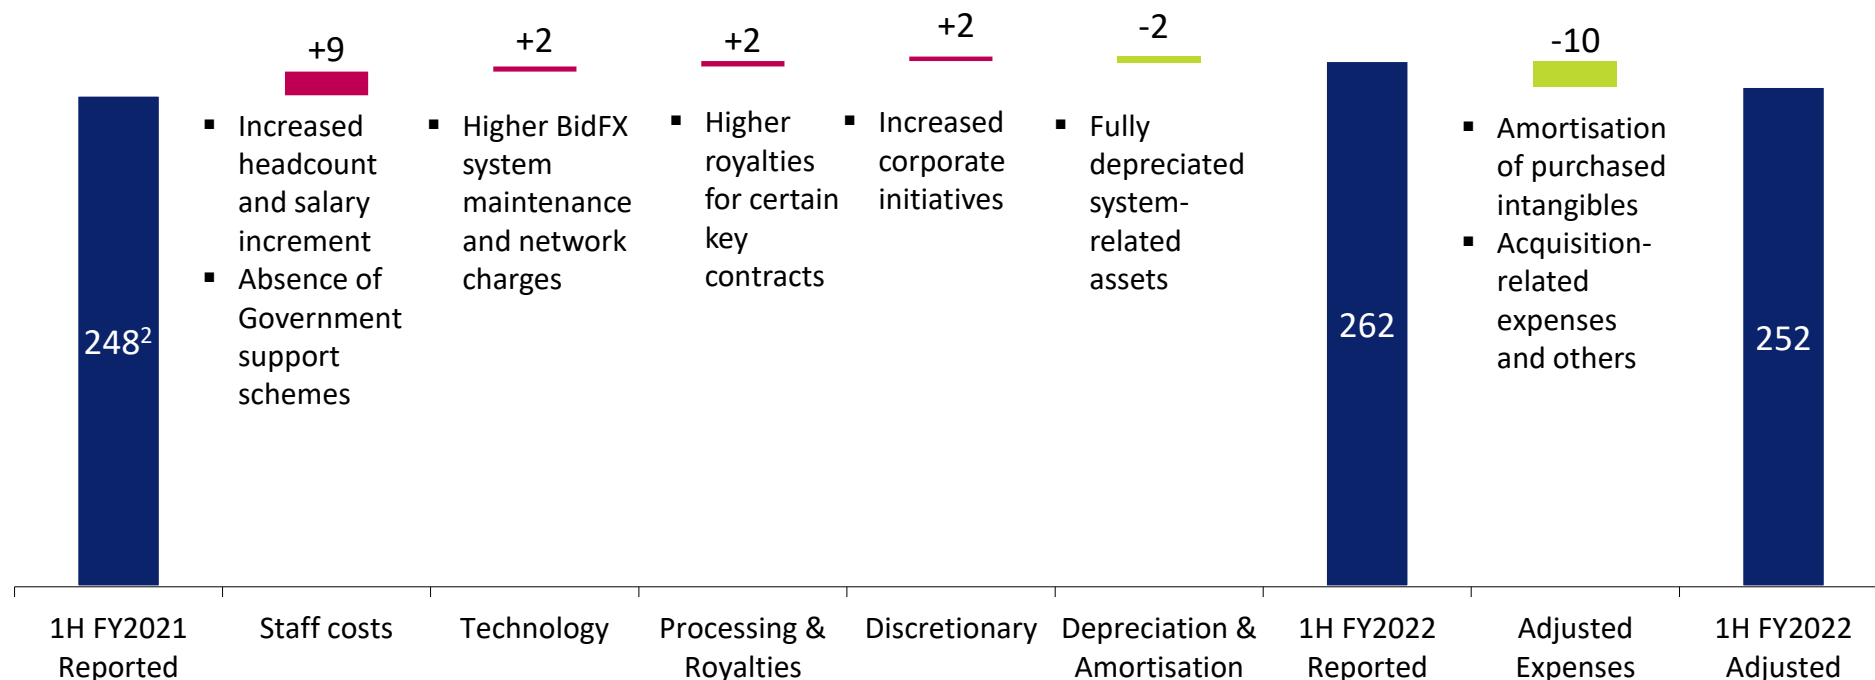 +9
+2
+2
+2
-2
-10
▪ Increased
headcount
and salary
increment
▪ Absence of
Government
support
schemes
▪ Higher BidFX
system
maintenance
and network
charges
▪ Higher
royalties
for certain
key
contracts
▪ Increased
corporate
initiatives
▪ Fully
depreciated
system-
related
assets
▪ Amortisation
of purchased
intangibles
▪ Acquisition-
related
expenses
and others
248²
262
252
1H FY2021
Reported
Staff costs
Technology
Processing &
Royalties
Discretionary
Depreciation &
Amortisation
1H FY2022
Reported
Adjusted
Expenses
1H FY2022
Adjusted